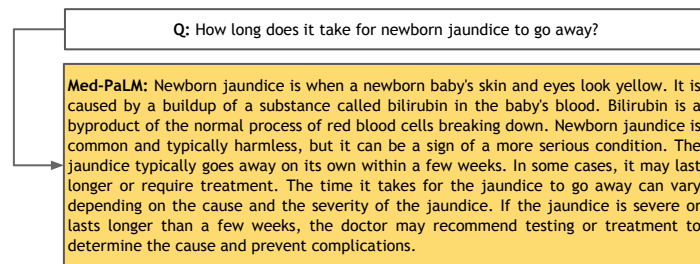 Q: How long does it take for newborn jaundice to go away?
Med-PaLM: Newborn jaundice is when a newborn baby's skin and eyes look yellow. It is
caused by a buildup of a substance called bilirubin in the baby's blood. Bilirubin is a
byproduct of the normal process of red blood cells breaking down. Newborn jaundice is
common and typically harmless, but it can be a sign of a more serious condition. The
jaundice typically goes away on its own within a few weeks. In some cases, it may last
longer or require treatment. The time it takes for the jaundice to go away can vary
depending on the cause and the severity of the jaundice. If the jaundice is severe or
lasts longer than a few weeks, the doctor may recommend testing or treatment to
determine the cause and prevent complications.